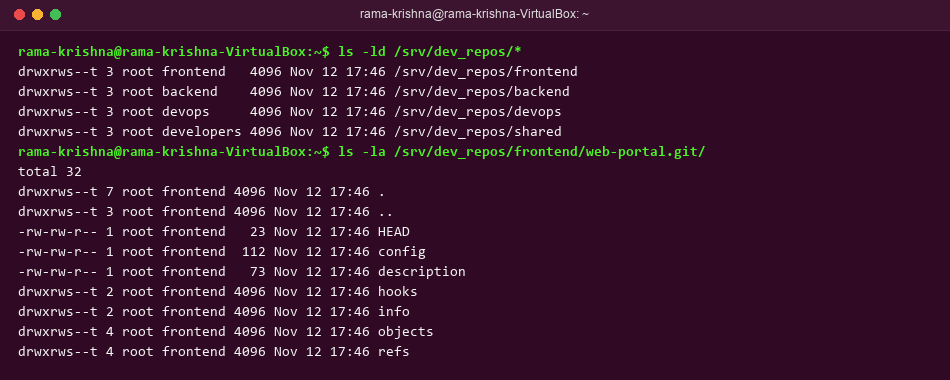 rama-krishna@rama-krishna-VirtualBox: ~
rama-krishna@rama-krishna-VirtualBox:~$ ls -ld /srv/dev_repos/*
drwxrws--t 3 root frontend   4096 Nov 12 17:46 /srv/dev_repos/frontend
drwxrws--t 3 root backend    4096 Nov 12 17:46 /srv/dev_repos/backend
drwxrws--t 3 root devops     4096 Nov 12 17:46 /srv/dev_repos/devops
drwxrws--t 3 root developers 4096 Nov 12 17:46 /srv/dev_repos/shared
rama-krishna@rama-krishna-VirtualBox:~$ ls -la /srv/dev_repos/frontend/web-portal.git/
total 32
drwxrws--t 7 root frontend 4096 Nov 12 17:46 .
drwxrws--t 3 root frontend 4096 Nov 12 17:46 ..
-rw-rw-r-- 1 root frontend   23 Nov 12 17:46 HEAD
-rw-rw-r-- 1 root frontend  112 Nov 12 17:46 config
-rw-rw-r-- 1 root frontend   73 Nov 12 17:46 description
drwxrws--t 2 root frontend 4096 Nov 12 17:46 hooks
drwxrws--t 2 root frontend 4096 Nov 12 17:46 info
drwxrws--t 4 root frontend 4096 Nov 12 17:46 objects
drwxrws--t 4 root frontend 4096 Nov 12 17:46 refs